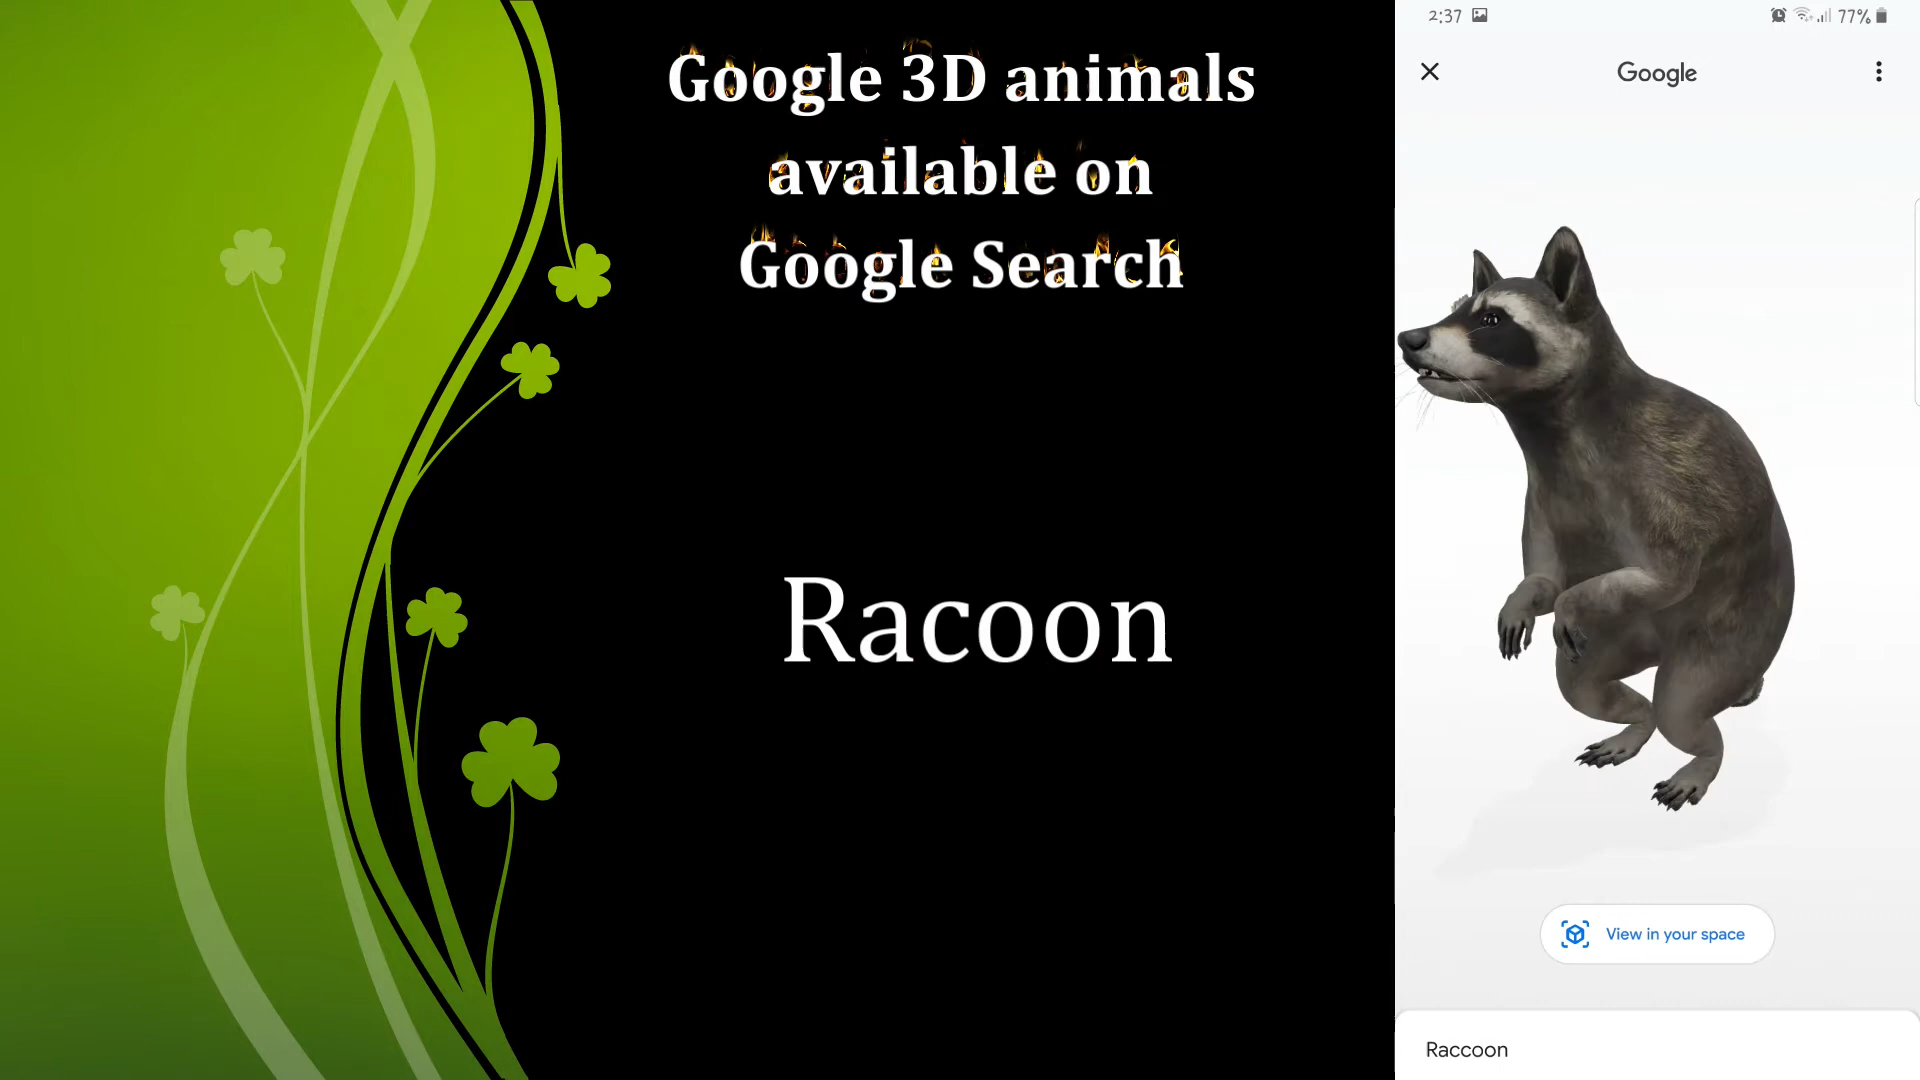 Google 3D animals
available on
Google Search
Racoon
2:37
77%
Google
View in your space
Raccoon